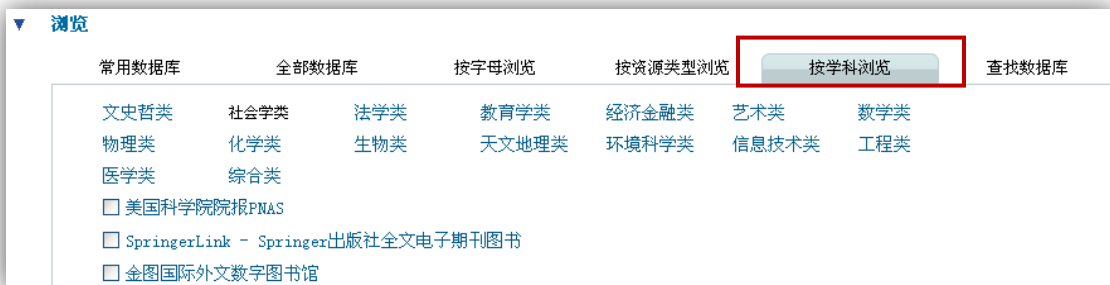 浏览
常用数据库 全部数据库 按字母浏览 按资源类型浏览 按学科浏览 查找数据库
文史哲类 社会学类 法学类 教育学类 经济金融类 艺术类 数学类
物理类 化学类 生物类 天文地理类 环境科学类 信息技术类 工程类
医学类 综合类
美国科学院院报PNAS
SpringerLink - Springer出版社全文电子期刊图书
金图国际外文数字图书馆